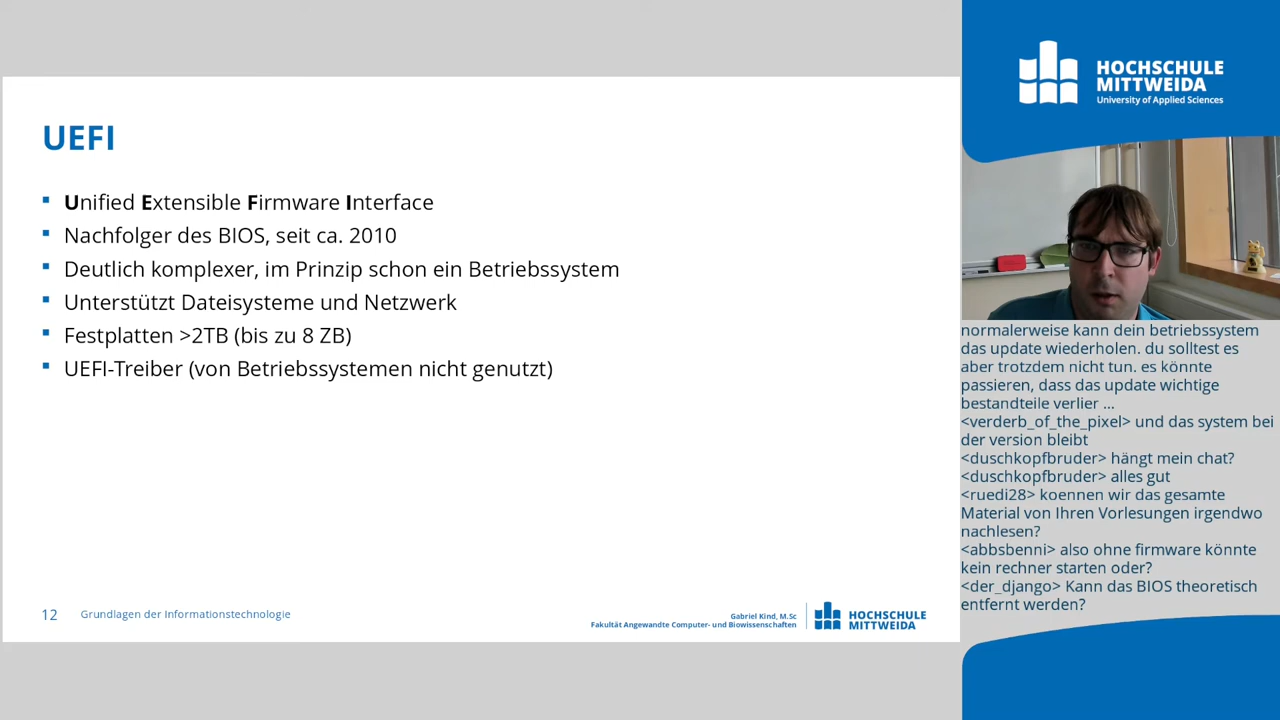 UEFI
Unified Extensible Firmware Interface
Nachfolger des BIOS, seit ca. 2010
Deutlich komplexer, im Prinzip schon ein Betriebssystem
Unterstützt Dateisysteme und Netzwerk
Festplatten >2TB (bis zu 8 ZB)
UEFI-Treiber (von Betriebssystemen nicht genutzt)
12
Grundlagen der Informationstechnologie
Gabriel Kind, M.Sc
Fakultät Angewandte Computer- und Biowissenschaften
HOCHSCHULE
MITTWEIDA
HOCHSCHULE
MITTWEIDA
University of Applied Sciences
normalerweise kann dein betriebssystem
das update wiederholen. du solltest es
aber trotzdem nicht tun. es könnte
passieren, dass das update wichtige
bestandteile verlier ...
<verderb_of_the_pixel> und das system bei
der version bleibt
<duschkopfbruder> hängt mein chat?
<duschkopfbruder> alles gut
<ruedi28> koennen wir das gesamte
Material von Ihren Vorlesungen irgendwo
nachlesen?
<abbsbenni> also ohne firmware könnte
kein rechner starten oder?
<der_django> Kann das BIOS theoretisch
entfernt werden?